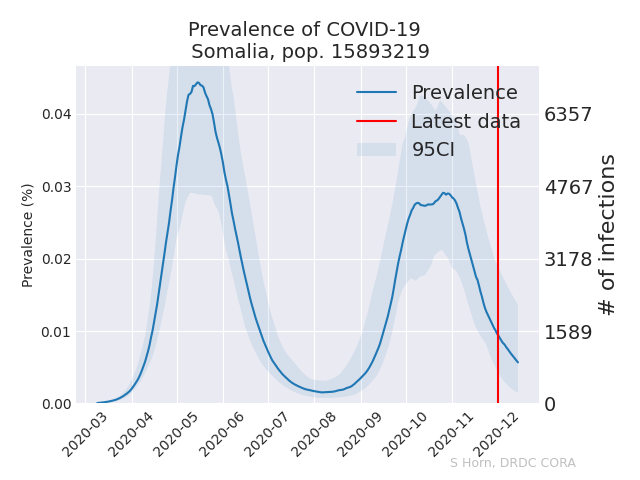 Prevalence of COVID-19
Somalia, pop. 15893219
Prevalence
Latest data
95CI
Prevalence (%)
0.04
0.03
0.02
0.01
0.00
6357
4767
3178
1589
0
# of infections
2020-03
2020-04
2020-05
2020-06
2020-07
2020-08
2020-09
2020-10
2020-11
2020-12
S Horn, DRDC CORA